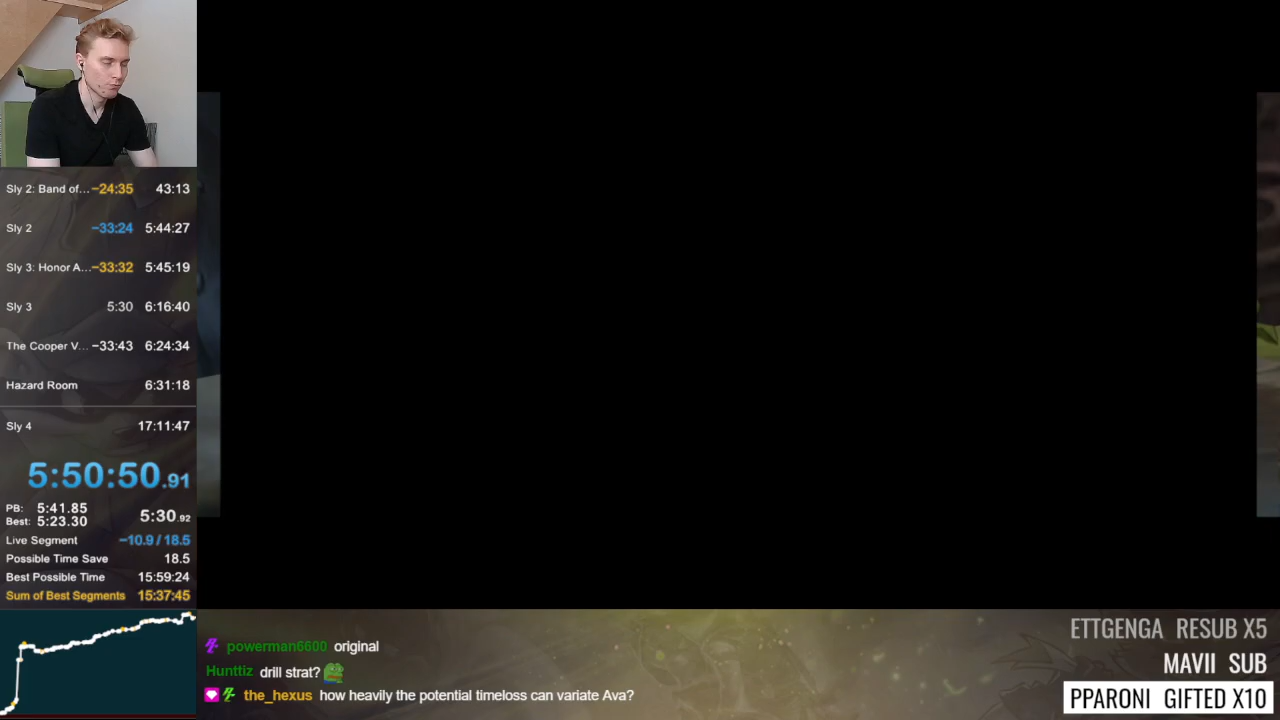 Sly 2: Band of... −24:35 43:13
Sly 2 −33:24 5:44:27
Sly 3: Honor A... −33:32 5:45:19
Sly 3 5:30 6:16:40
The Cooper V... −33:43 6:24:34
Hazard Room 6:31:18
Sly 4 17:11:47
5:50:50.91
PB: 5:41.85
Best: 5:23.30 5:30.92
Live Segment −10.9 / 18.5
Possible Time Save 18.5
Best Possible Time 15:59:24
Sum of Best Segments 15:37:45
powerman6600 original
Hunttiz drill strat?
the_hexus how heavily the potential timeloss can variate Ava?
ETTGENGA RESUB X5
MAVII SUB
PPARONI GIFTED X10